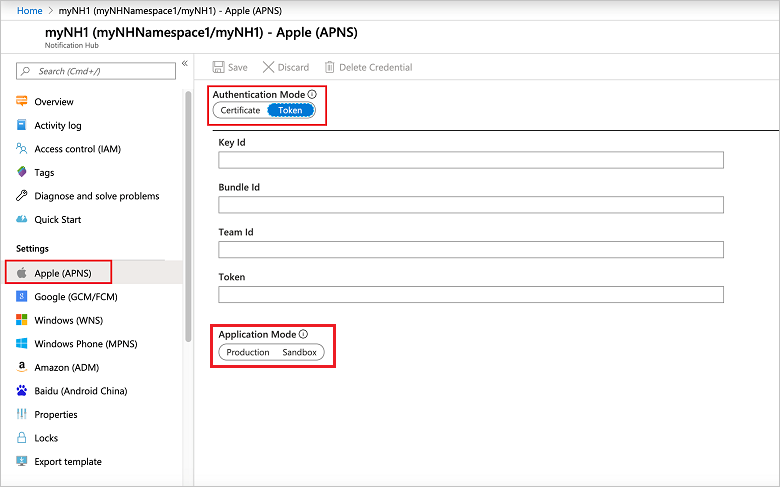 Home > myNH1 (myNHNamespace1/myNH1) - Apple (APNS)
myNH1 (myNHNamespace1/myNH1) - Apple (APNS)
Notification Hub
Search (Cmd+/)
«
Overview
Activity log
Access control (IAM)
Tags
Diagnose and solve problems
Quick Start
Settings
Apple (APNS)
Google (GCM/FCM)
Windows (WNS)
Windows Phone (MPNS)
Amazon (ADM)
Baidu (Android China)
Properties
Locks
Export template
Save Discard Delete Credential
Authentication Mode
Certificate Token
Key Id
Bundle Id
Team Id
Token
Application Mode
Production Sandbox